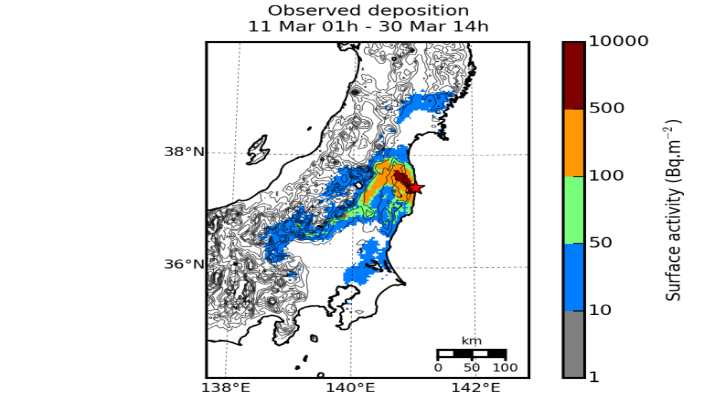 Observed deposition
11 Mar 01h - 30 Mar 14h
38°N
36°N
138°E
140°E
142°E
km
0 50 100
10000
500
100
50
10
1
Surface activity (Bq.m⁻²)